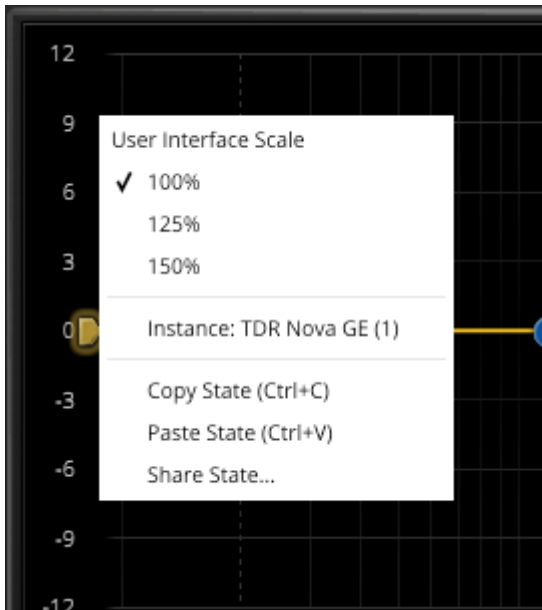 12
9
User Interface Scale
✓ 100%
6
125%
3
150%
0
Instance: TDR Nova GE (1)
-3
Copy State (Ctrl+C)
Paste State (Ctrl+V)
-6
Share State...
-9
-12